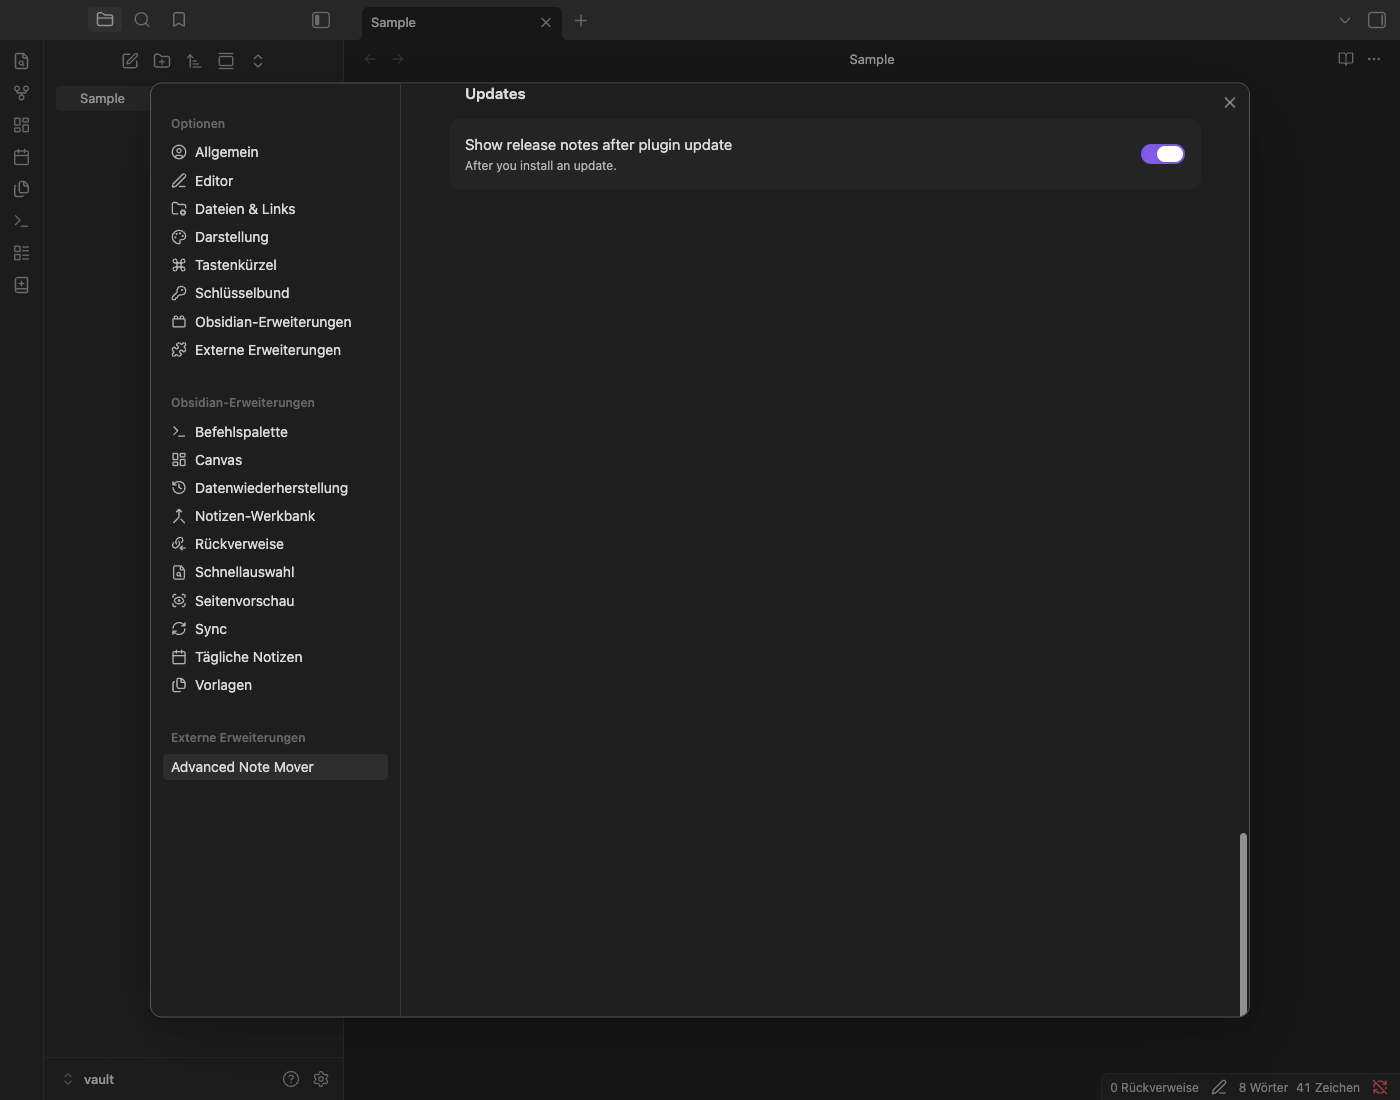 Sample
Sample
Sample
Optionen
Allgemein
Editor
Dateien & Links
Darstellung
Tastenkürzel
Schlüsselbund
Obsidian-Erweiterungen
Externe Erweiterungen
Obsidian-Erweiterungen
Befehlspalette
Canvas
Datenwiederherstellung
Notizen-Werkbank
Rückverweise
Schnellauswahl
Seitenvorschau
Sync
Tägliche Notizen
Vorlagen
Externe Erweiterungen
Advanced Note Mover
Updates
Show release notes after plugin update
After you install an update.
vault
0 Rückverweise 8 Wörter 41 Zeichen